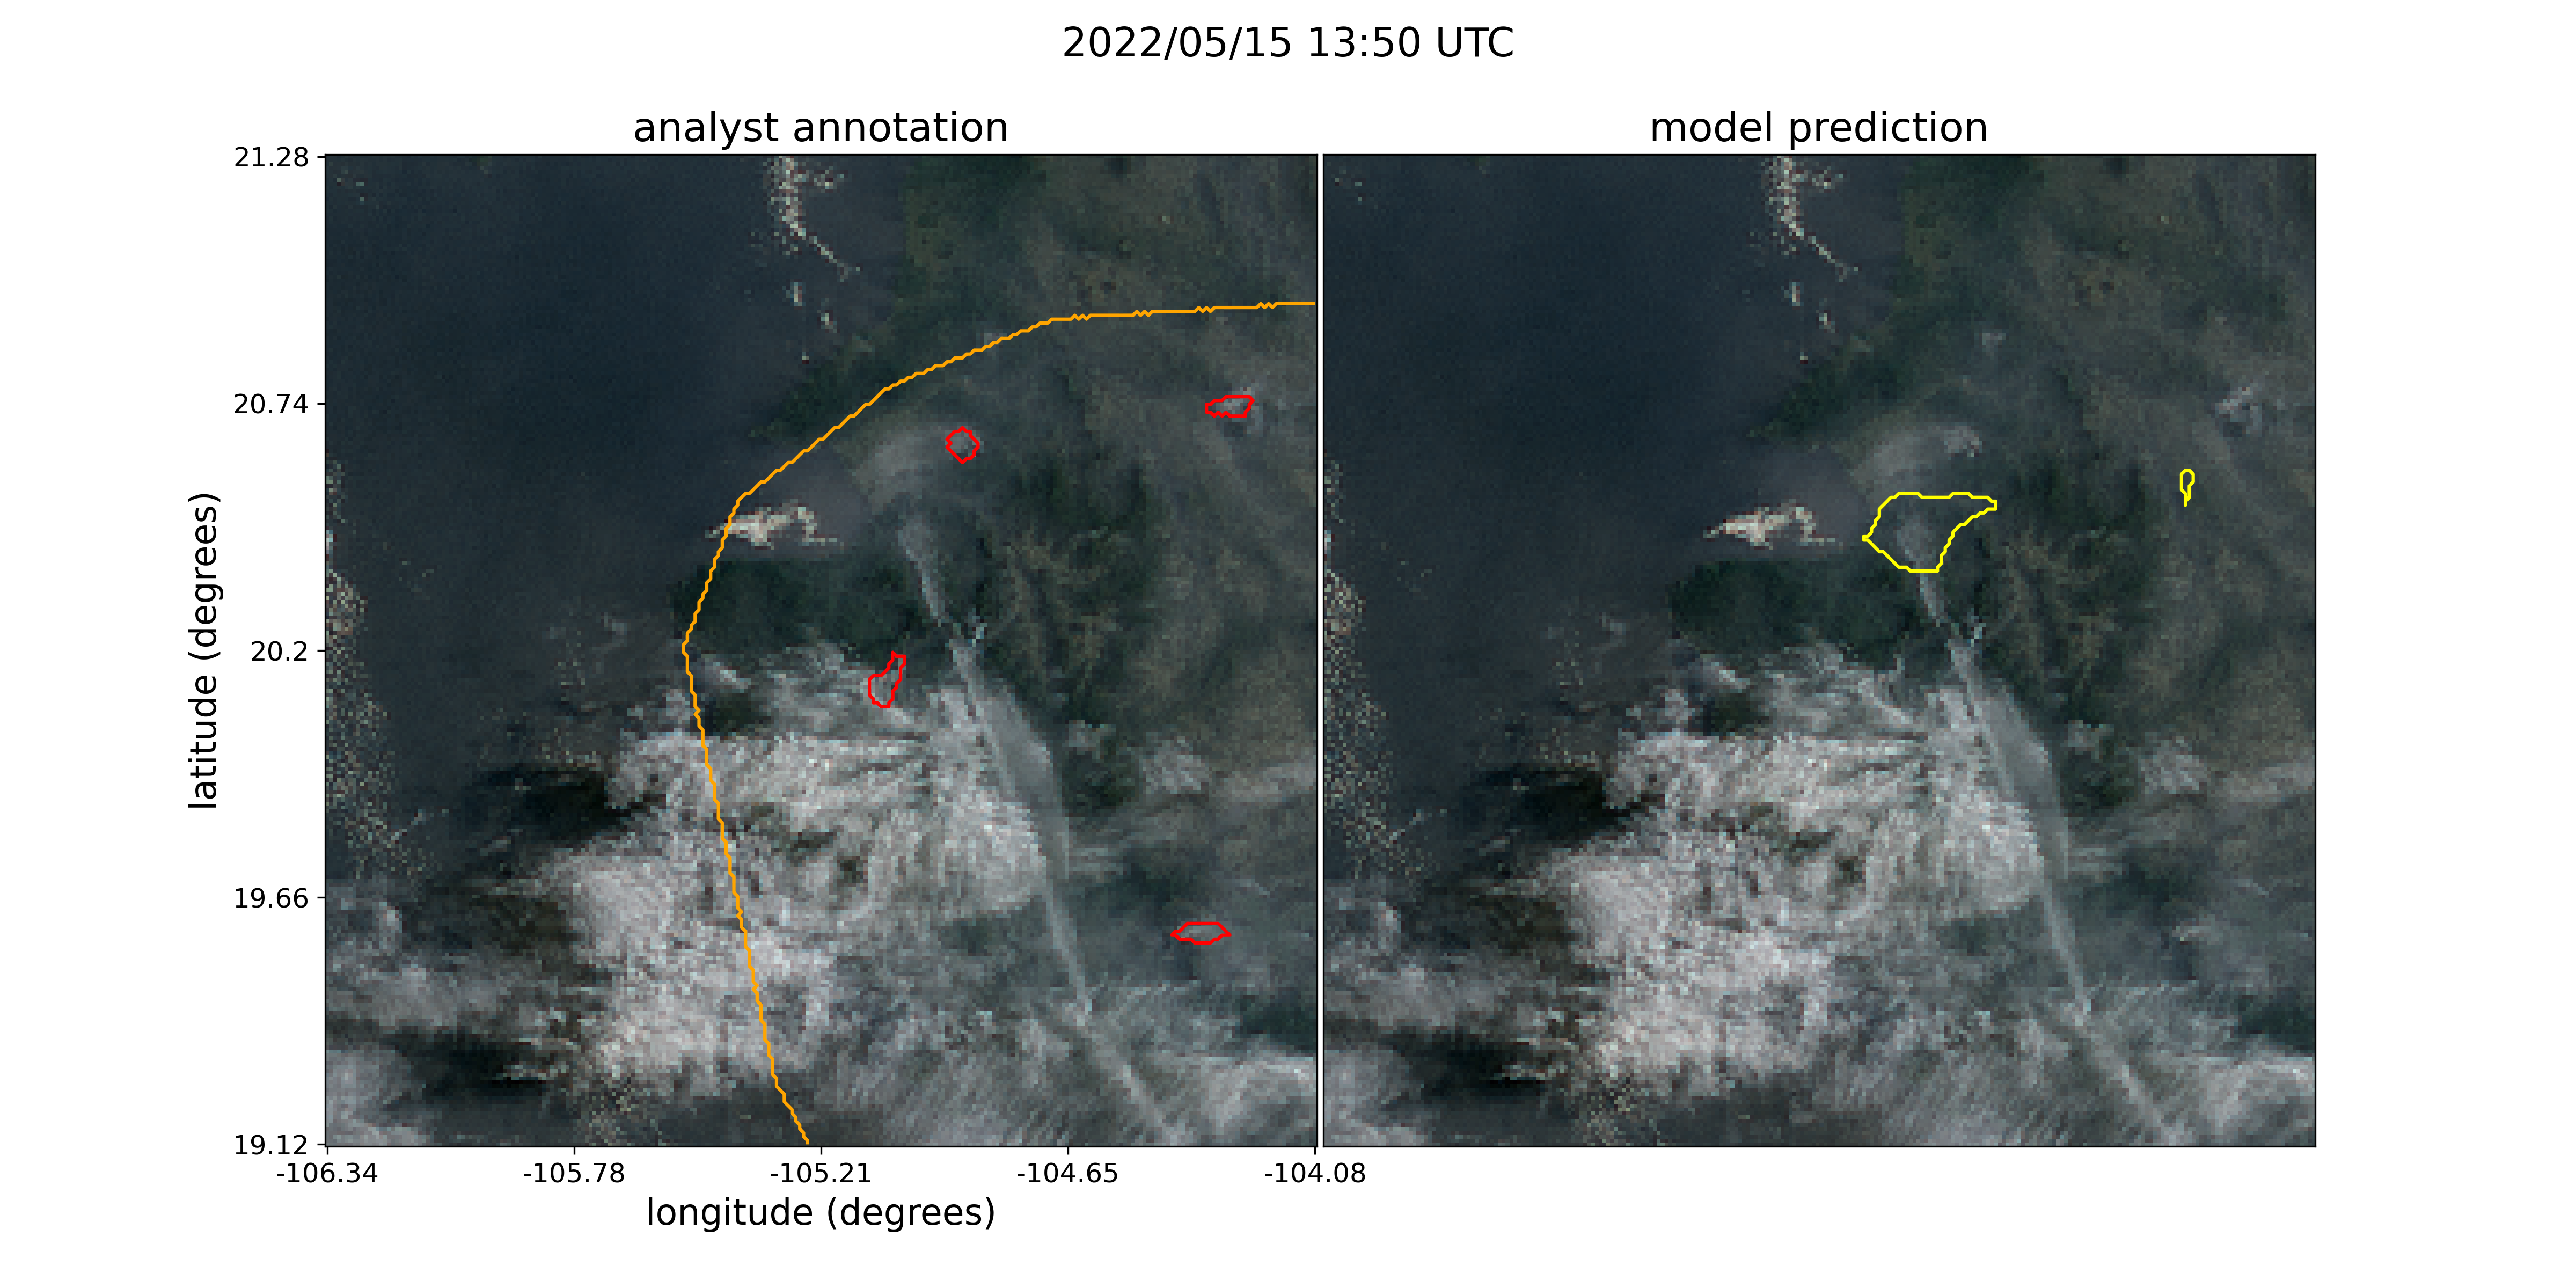 2022/05/15 13:50 UTC
analyst annotation
model prediction
21.28
20.74
20.2
19.66
19.12
latitude (degrees)
-106.34
-105.78
-105.21
-104.65
-104.08
longitude (degrees)